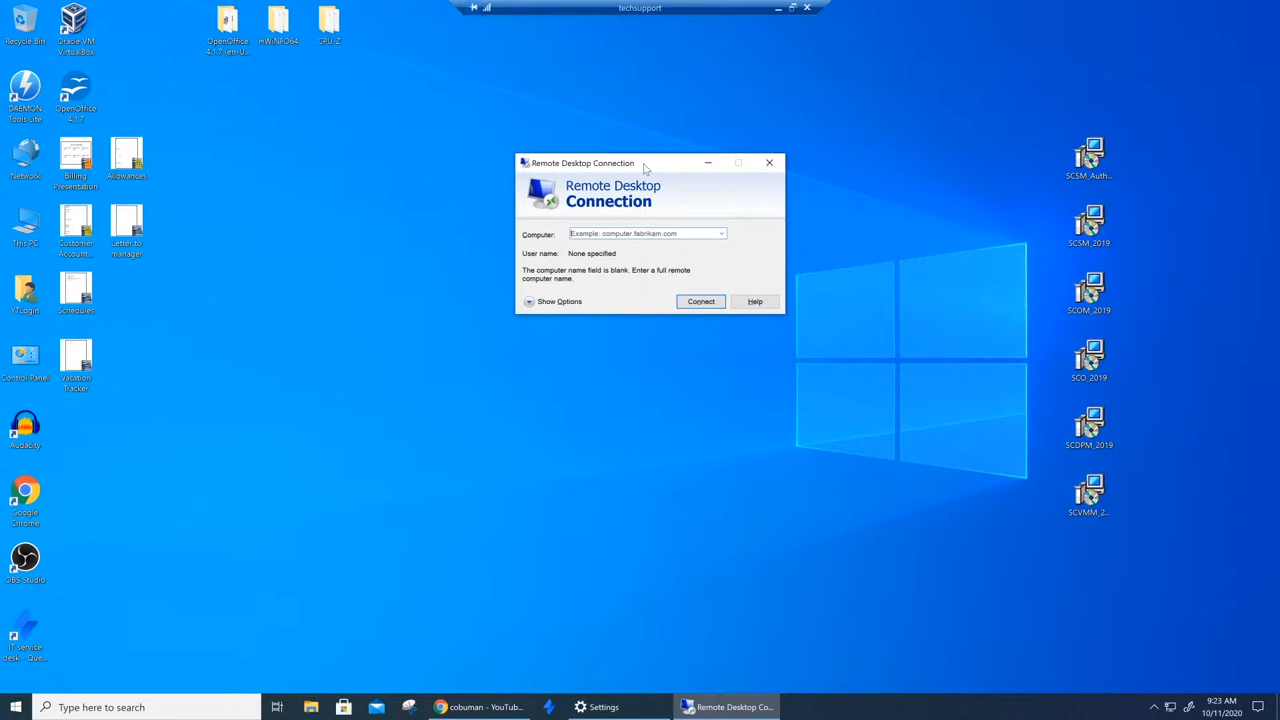 techsupport
Recycle Bin
Oracle VM
VirtualBox
OpenOffice
4.1.7 (en-U...
HWiNFO64
CPU-Z
DAEMON
Tools Lite
OpenOffice
4.1.7
Network
Billing
Presentation
Allowances
This PC
Customer
Account...
Letter to
manager
YTLogin
Schedules
Control Panel
Vacation
Tracker
Audacity
Google
Chrome
OBS Studio
IT service
desk - Que...
Remote Desktop Connection
Remote Desktop
Connection
Computer:
Example: computer.fabrikam.com
User name:
None specified
The computer name field is blank. Enter a full remote
computer name.
Show Options
Connect
Help
SCSM_Auth...
SCSM_2019
SCOM_2019
SCO_2019
SCDPM_2019
SCVMM_2...
Type here to search
cobuman - YouTub...
Settings
Remote Desktop Co...
9:23 AM
10/11/2020